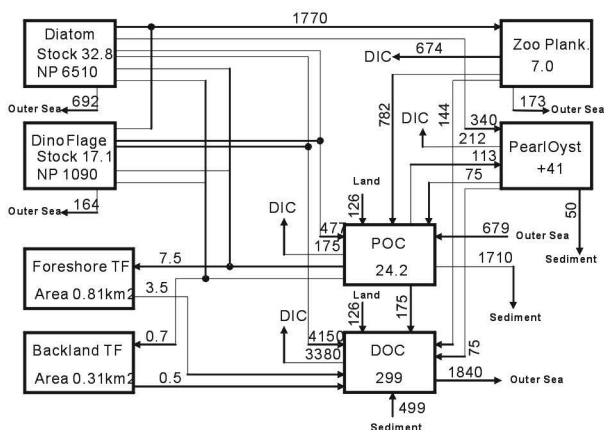 Diatom
Stock 32.8
NP 6510
1770
Zoo Plank.
7.0
DIC
674
Outer Sea
692
782
144
173
Outer Sea
340
DIC
212
Dino Flage.
Stock 17.1
NP 1090
PearlOyst
+41
113
75
Outer Sea
164
Land
126
50
477
DIC
175
POC
24.2
679
Outer Sea
Sediment
Foreshore TF
Area 0.81km2
7.5
3.5
1710
Sediment
Land
126
175
DIC
Backland TF
Area 0.31km2
0.7
0.5
4150
3380
DOC
299
75
1840
Outer Sea
499
Sediment